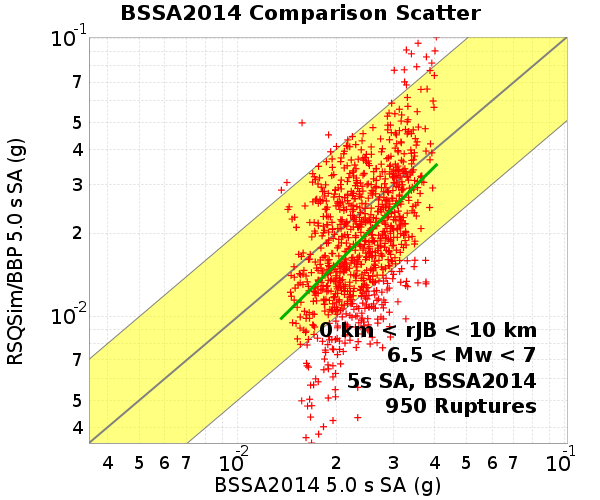 BSSA2014 Comparison Scatter
RSQSim/BBP 5.0 s SA (g)
10-1
7
5
4
3
2
10-2
7
5
4
0 km < rJB < 10 km
6.5 < Mw < 7
5s SA, BSSA2014
950 Ruptures
4 5 6 7 10-2 2 3 4 5 6 7 10-1
BSSA2014 5.0 s SA (g)